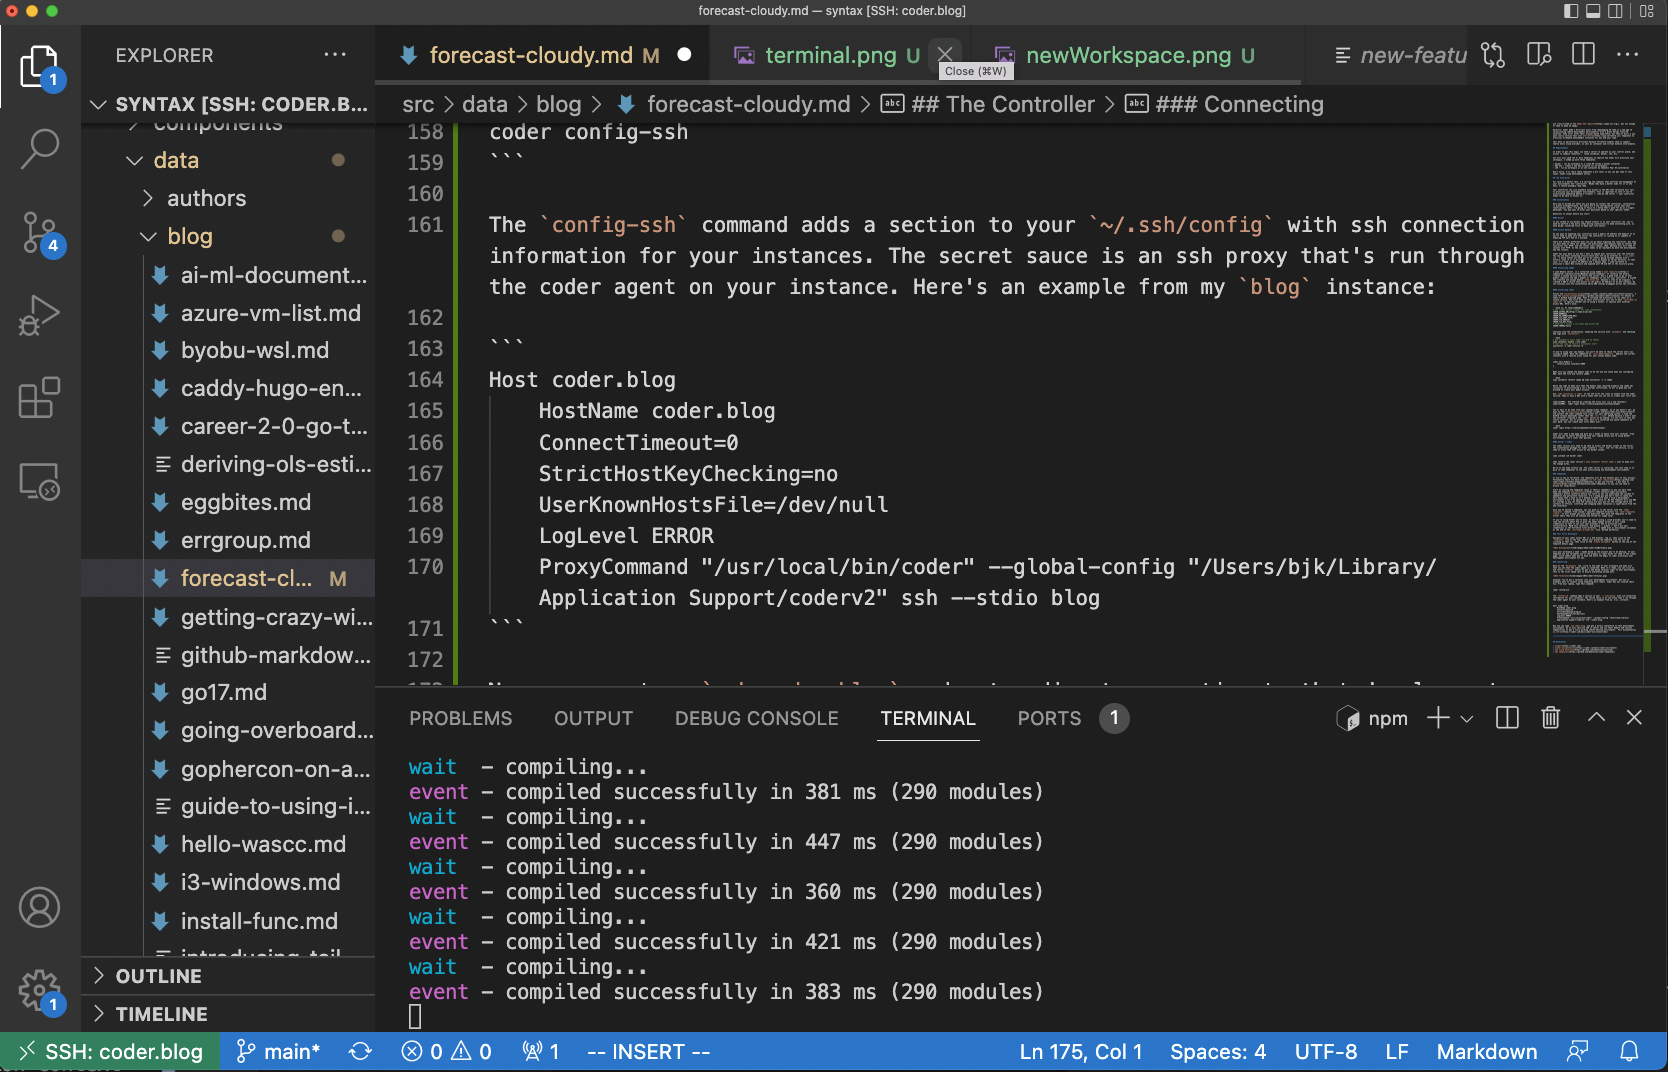 forecast-cloudy.md — syntax [SSH: coder.blog]
EXPLORER
forecast-cloudy.md M
terminal.png U
Close (⌘W)
newWorkspace.png U
new-featu
SYNTAX [SSH: CODER.B...
src > data > blog > forecast-cloudy.md > abc ## The Controller > abc ### Connecting
components
data
authors
blog
ai-ml-document...
azure-vm-list.md
byobu-wsl.md
caddy-hugo-en...
career-2-0-go-t...
deriving-ols-esti...
eggbites.md
errgroup.md
forecast-cl... M
getting-crazy-wi...
github-markdow...
go17.md
going-overboard...
gophercon-on-a...
guide-to-using-i...
hello-wascc.md
i3-windows.md
install-func.md
OUTLINE
TIMELINE
1
4
1
158 coder config-ssh
159 ```
160
161 The `config-ssh` command adds a section to your `~/.ssh/config` with ssh connection
information for your instances. The secret sauce is an ssh proxy that's run through
the coder agent on your instance. Here's an example from my `blog` instance:
162
163 ```
164 Host coder.blog
165 HostName coder.blog
166 ConnectTimeout=0
167 StrictHostKeyChecking=no
168 UserKnownHostsFile=/dev/null
169 LogLevel ERROR
170 ProxyCommand "/usr/local/bin/coder" --global-config "/Users/bjk/Library/
Application Support/coderv2" ssh --stdio blog
171 ```
172
PROBLEMS OUTPUT DEBUG CONSOLE TERMINAL PORTS 1
npm
wait - compiling...
event - compiled successfully in 381 ms (290 modules)
wait - compiling...
event - compiled successfully in 447 ms (290 modules)
wait - compiling...
event - compiled successfully in 360 ms (290 modules)
wait - compiling...
event - compiled successfully in 421 ms (290 modules)
wait - compiling...
event - compiled successfully in 383 ms (290 modules)
SSH: coder.blog main* 0 0 1 -- INSERT -- Ln 175, Col 1 Spaces: 4 UTF-8 LF Markdown